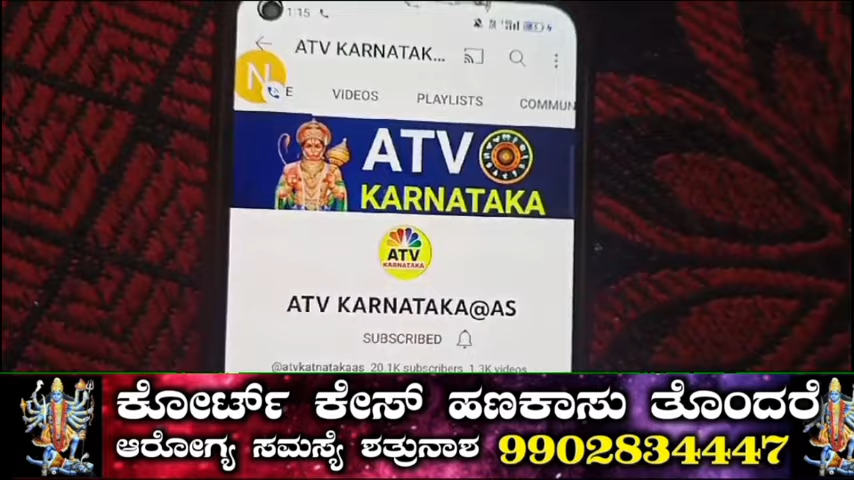 1:15
ATV KARNATAK...
N
E VIDEOS PLAYLISTS COMMUN
ATV
KARNATAKA
ATV
KARNATAKA
ATV KARNATAKA@AS
SUBSCRIBED
@atvkatnatakaas 20.1K subscribers 1.3K videos
ಕೋರ್ಟ್ ಕೇಸ್ ಹಣಕಾಸು ತೊಂದರೆ
ಆರೋಗ್ಯ ಸಮಸ್ಯೆ ಶತ್ರುನಾಶ 9902834447